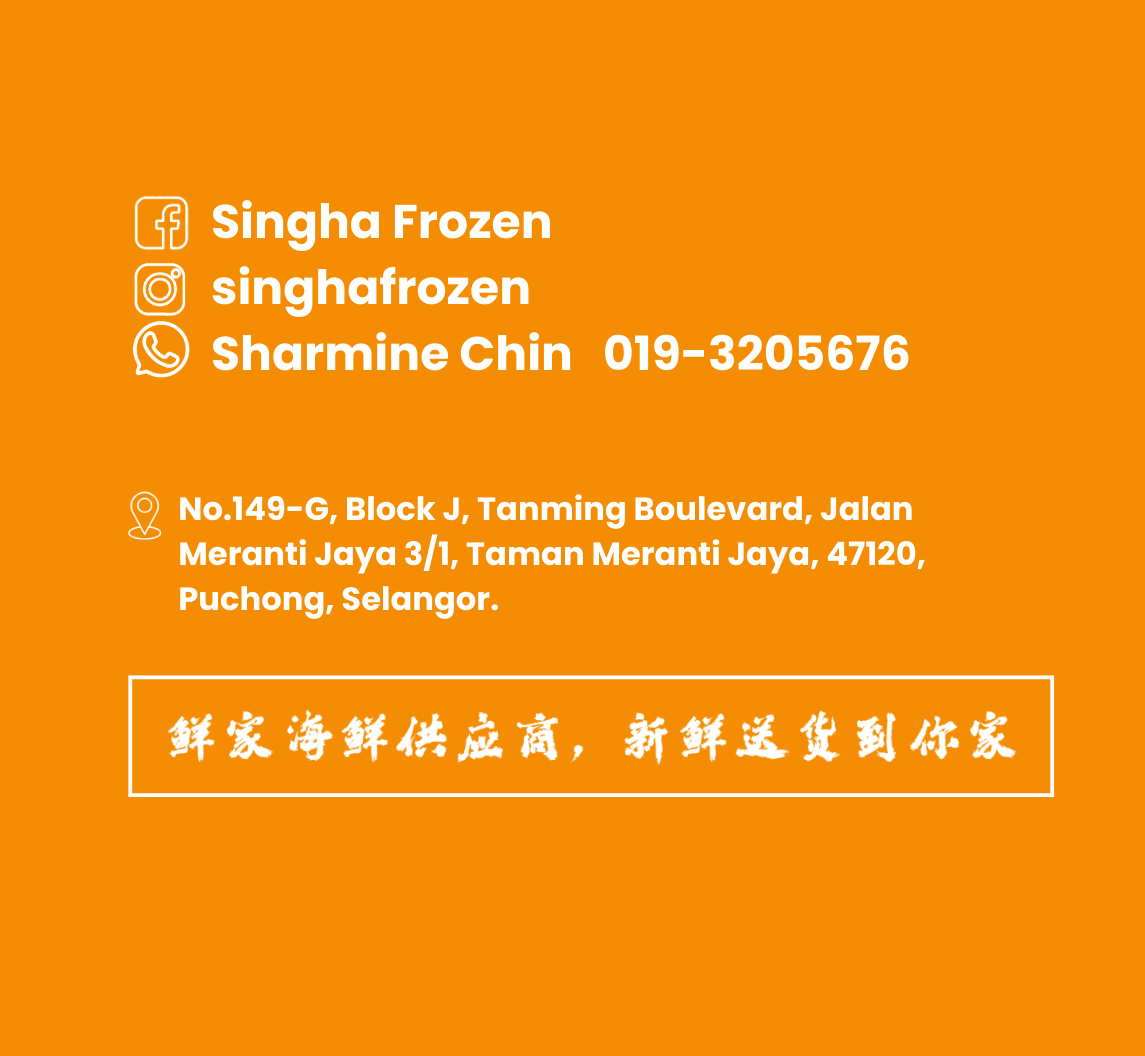 Singha Frozen
singhafrozen
Sharmine Chin 019-3205676
No.149-G, Block J, Tanming Boulevard, Jalan
Meranti Jaya 3/1, Taman Meranti Jaya, 47120,
Puchong, Selangor.
鲜家海鲜供应商，新鲜送货到你家